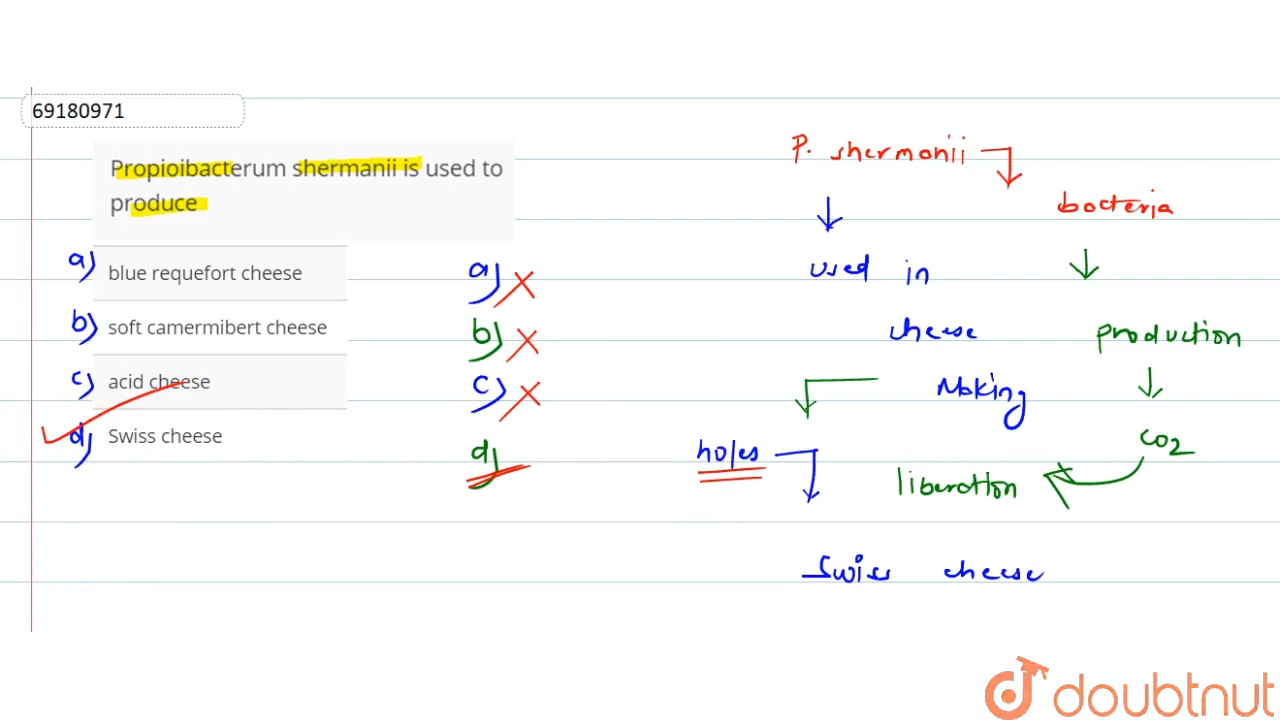 69180971
Propioibacterum shermanii is used to
produce
a) blue requefort cheese
b) soft camermibert cheese
c) acid cheese
d) Swiss cheese
a)
b)
c)
d)
P. shermanii
bacteria
used in
cheese
production
Making
CO2
holes
liberation
Swiss cheese
doubtnut